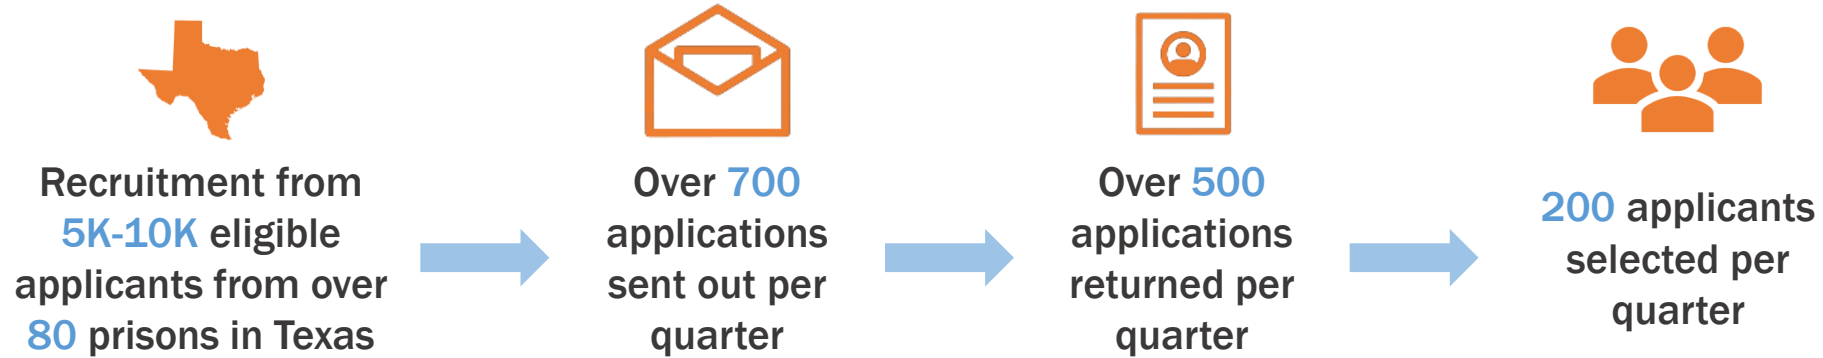 Recruitment from
5K-10K eligible
applicants from over
80 prisons in Texas
Over 700
applications
sent out per
quarter
Over 500
applications
returned per
quarter
200 applicants
selected per
quarter